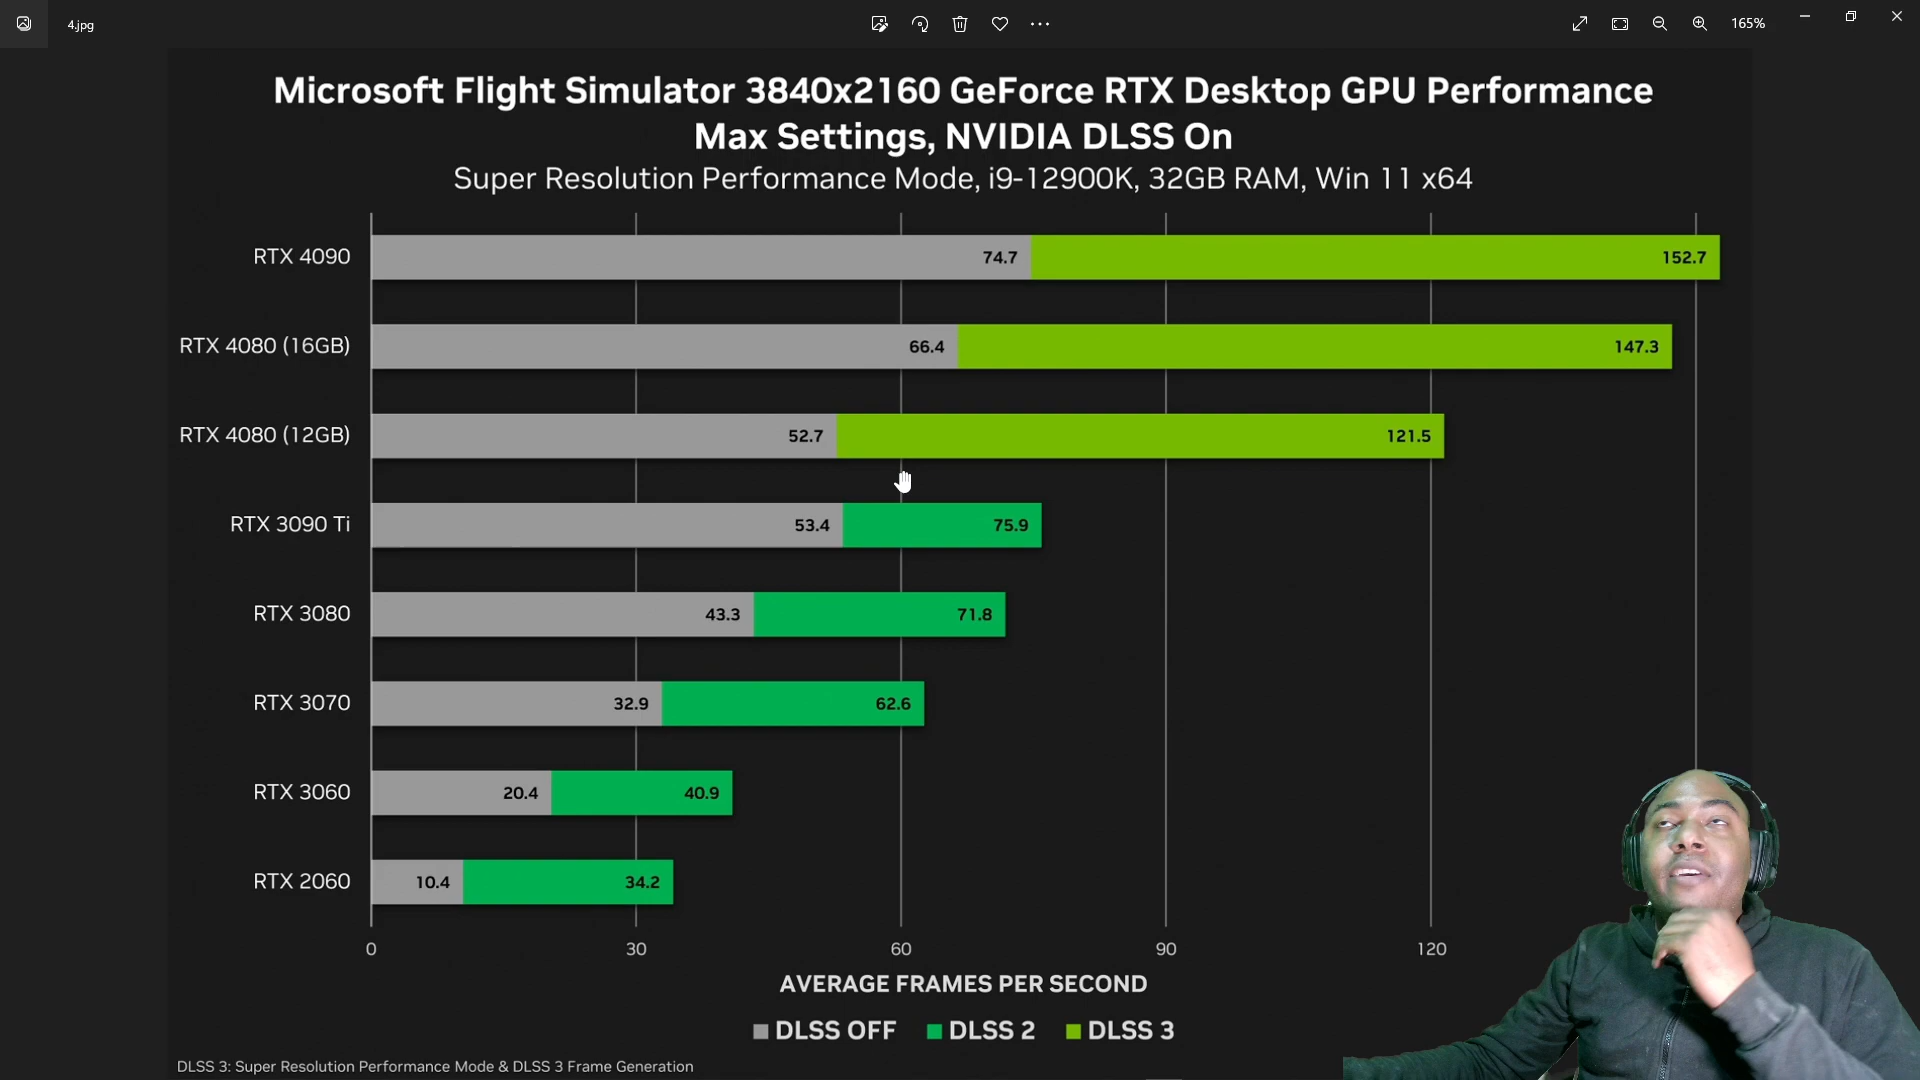 4.jpg
165%
Microsoft Flight Simulator 3840x2160 GeForce RTX Desktop GPU Performance
Max Settings, NVIDIA DLSS On
Super Resolution Performance Mode, i9-12900K, 32GB RAM, Win 11 x64
RTX 4090 74.7 152.7
RTX 4080 (16GB) 66.4 147.3
RTX 4080 (12GB) 52.7 121.5
RTX 3090 Ti 53.4 75.9
RTX 3080 43.3 71.8
RTX 3070 32.9 62.6
RTX 3060 20.4 40.9
RTX 2060 10.4 34.2
0 30 60 90 120
AVERAGE FRAMES PER SECOND
DLSS OFF DLSS 2 DLSS 3
DLSS 3: Super Resolution Performance Mode & DLSS 3 Frame Generation